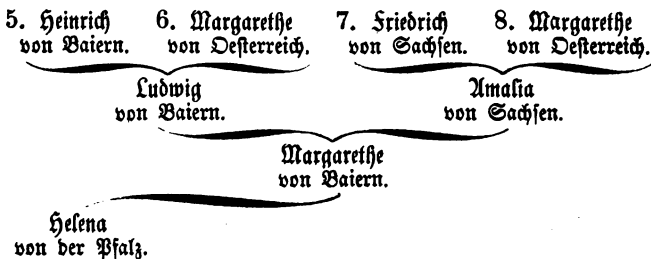 5. Heinrich 6. Margarethe 7. Friedrich 8. Margarethe
von Baiern. von Oesterreich. von Sachsen. von Oesterreich.
Ludwig Amalia
von Baiern. von Sachsen.
Margarethe
von Baiern.
Helena
von der Pfalz.